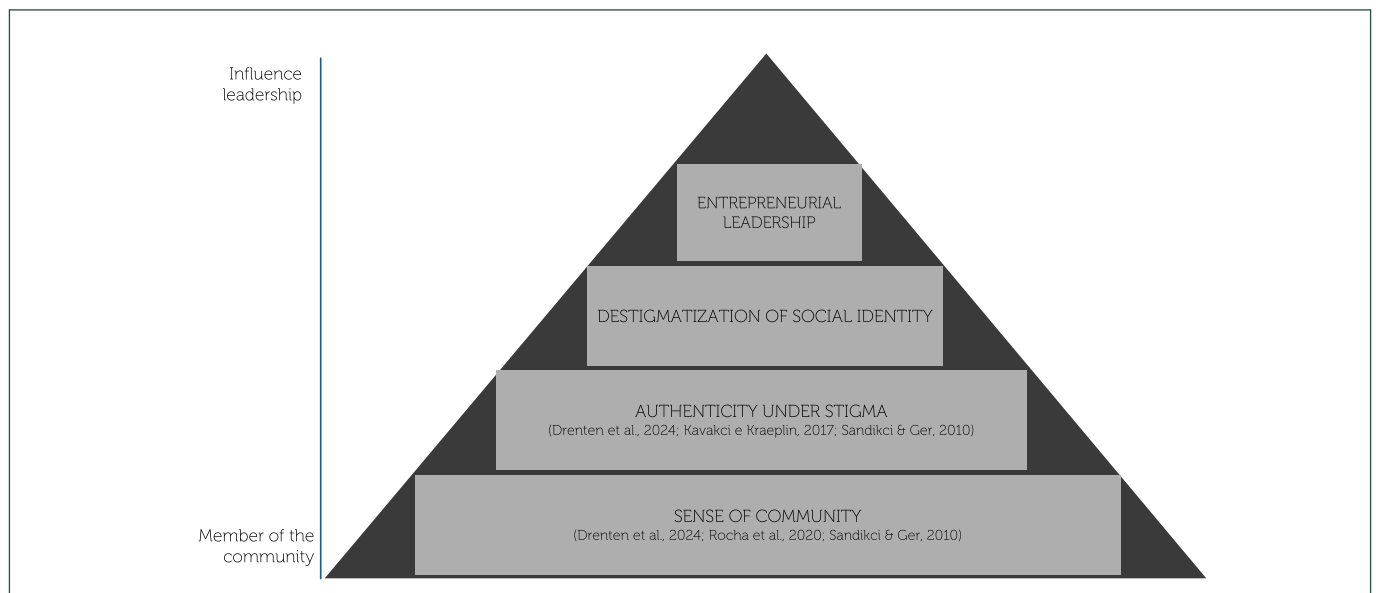 Influence
leadership
ENTREPRENEURIAL
LEADERSHIP
DESTIGMATIZATION OF SOCIAL IDENTITY
AUTHENTICITY UNDER STIGMA
(Drenten et al., 2024; Kavakci e Kraeplin, 2017; Sandikci & Ger, 2010)
SENSE OF COMMUNITY
(Drenten et al., 2024; Rocha et al., 2020; Sandikci & Ger, 2010)
Member of the
community